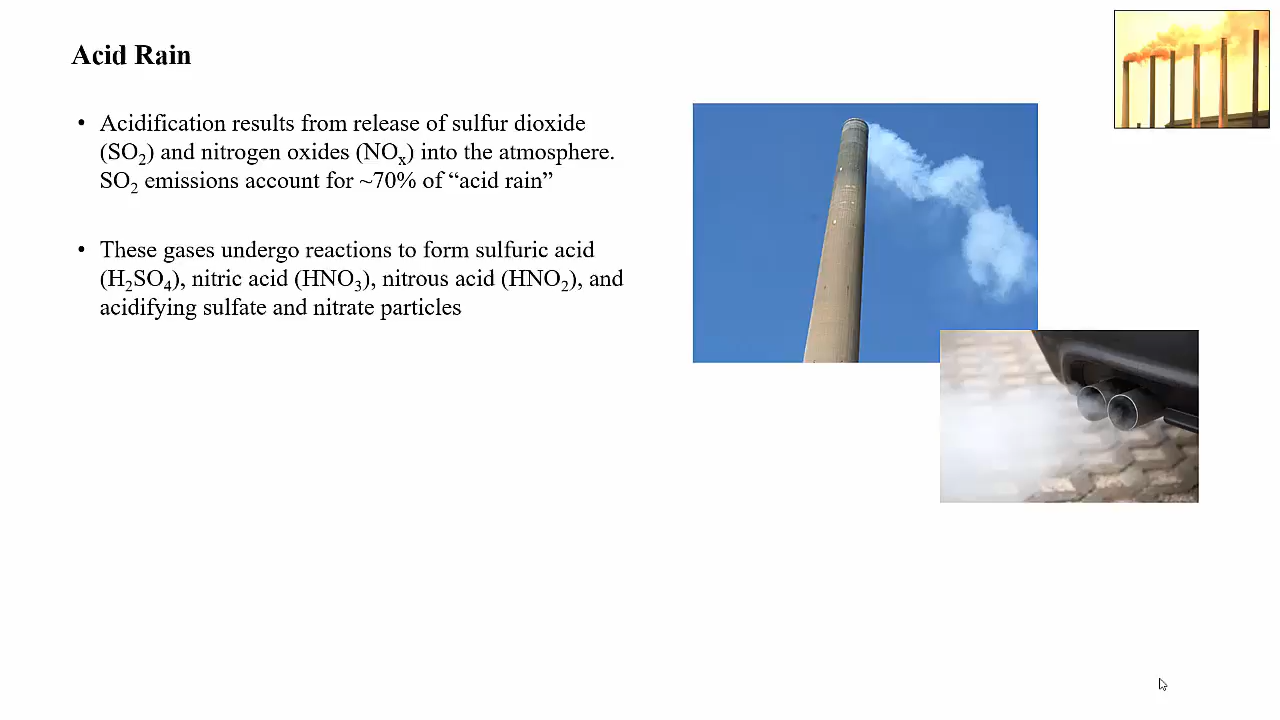 Acid Rain
• Acidification results from release of sulfur dioxide
(SO₂) and nitrogen oxides (NOₓ) into the atmosphere.
SO₂ emissions account for ~70% of “acid rain”
• These gases undergo reactions to form sulfuric acid
(H₂SO₄), nitric acid (HNO₃), nitrous acid (HNO₂), and
acidifying sulfate and nitrate particles